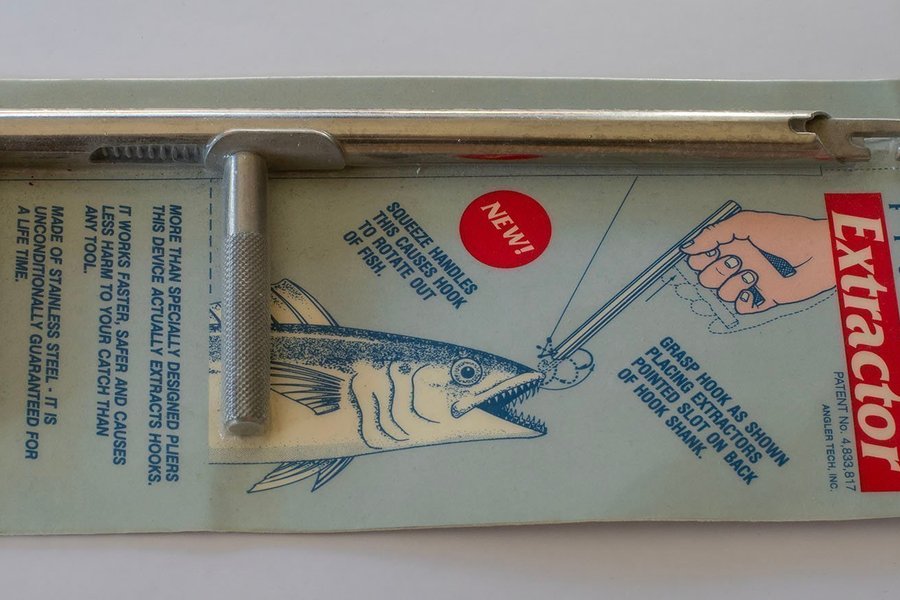 Extractor
PATENT No. 4,833,817
ANGLER TECH, INC.
NEW!
SQUEEZE HANDLES
THIS CAUSES HOOK
TO ROTATE OUT
OF FISH.
GRASP HOOK AS SHOWN
PLACING EXTRACTORS
POINTED SLOT ON BACK
OF HOOK SHANK.
MORE THAN SPECIALLY DESIGNED PLIERS
THIS DEVICE ACTUALLY EXTRACTS HOOKS.
IT WORKS FASTER, SAFER AND CAUSES
LESS HARM TO YOUR CATCH THAN
ANY TOOL.
MADE OF STAINLESS STEEL - IT IS
UNCONDITIONALLY GUARANTEED FOR
A LIFE TIME.